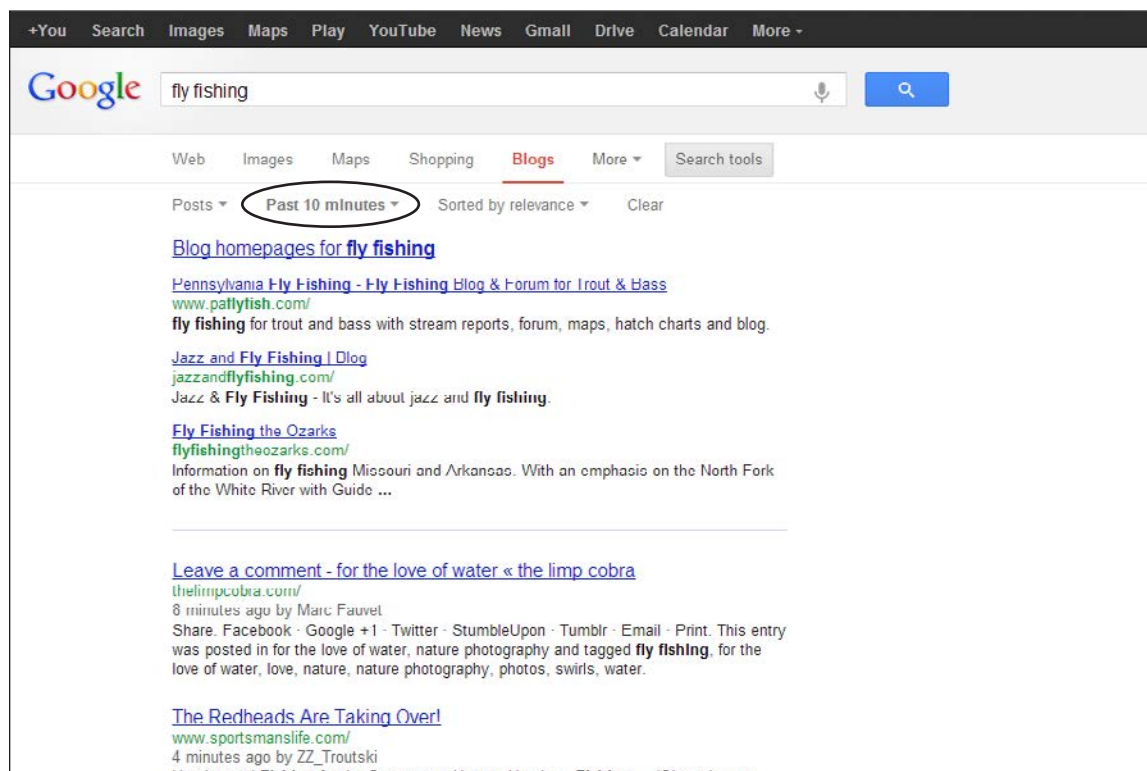 +You Search Images Maps Play YouTube News Gmail Drive Calendar More
Google fly fishing
Web Images Maps Shopping Blogs More Search tools
Posts Past 10 minutes Sorted by relevance Clear
Blog homepages for fly fishing
Pennsylvania Fly Fishing - Fly Fishing Blog & Forum for Trout & Bass
www.paflyfish.com/
fly fishing for trout and bass with stream reports, forum, maps, hatch charts and blog.
Jazz and Fly Fishing | Blog
jazzandflyfishing.com/
Jazz & Fly Fishing - It's all about jazz and fly fishing.
Fly Fishing the Ozarks
flyfishingtheozarks.com/
Information on fly fishing Missouri and Arkansas. With an emphasis on the North Fork
of the White River with Guide ...
Leave a comment - for the love of water « the limp cobra
thelimpcobra.com/
8 minutes ago by Marc Fauvet
Share. Facebook · Google +1 · Twitter · StumbleUpon · Tumblr · Email · Print. This entry
was posted in for the love of water, nature photography and tagged fly fishing, for the
love of water, love, nature, nature photography, photos, swirls, water.
The Redheads Are Taking Over!
www.sportsmanslife.com/
4 minutes ago by ZZ_Troutski